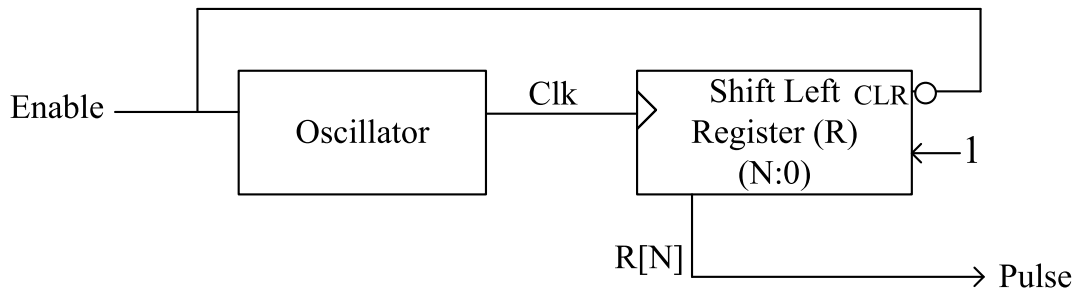 Enable
Oscillator
Clk
Shift Left
Register (R)
(N:0)
CLR
1
R[N]
Pulse